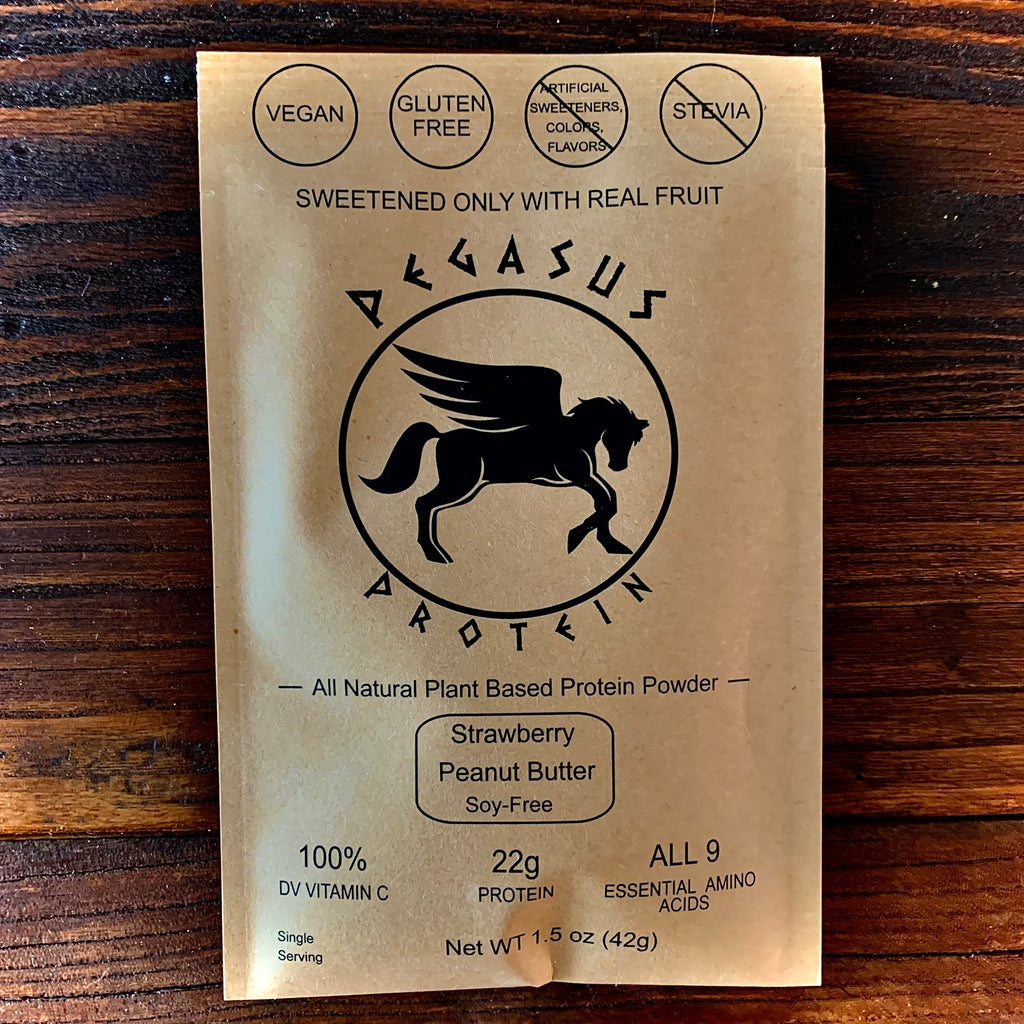 VEGAN
GLUTEN
FREE
ARTIFICIAL
SWEETENERS,
COLORS,
FLAVORS
STEVIA
SWEETENED ONLY WITH REAL FRUIT
PEGASUS
PROTEIN
— All Natural Plant Based Protein Powder —
Strawberry
Peanut Butter
Soy-Free
100%
DV VITAMIN C
22g
PROTEIN
ALL 9
ESSENTIAL AMINO
ACIDS
Single
Serving
Net WT 1.5 oz (42g)